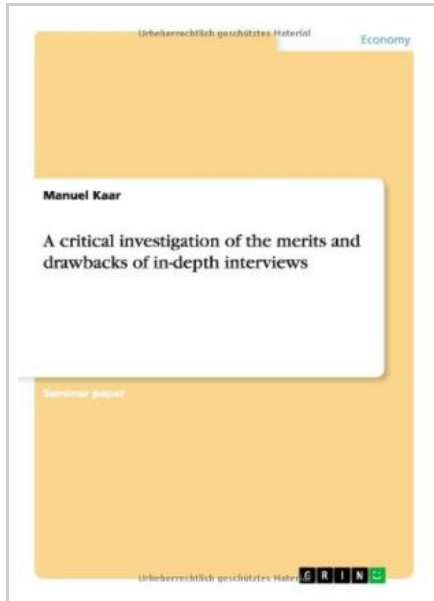 Urheberrechtlich geschütztes Material
Economy
Manuel Kaar
A critical investigation of the merits and
drawbacks of in-depth interviews
Seminar paper
Urheberrechtlich geschütztes Mater
GRIN